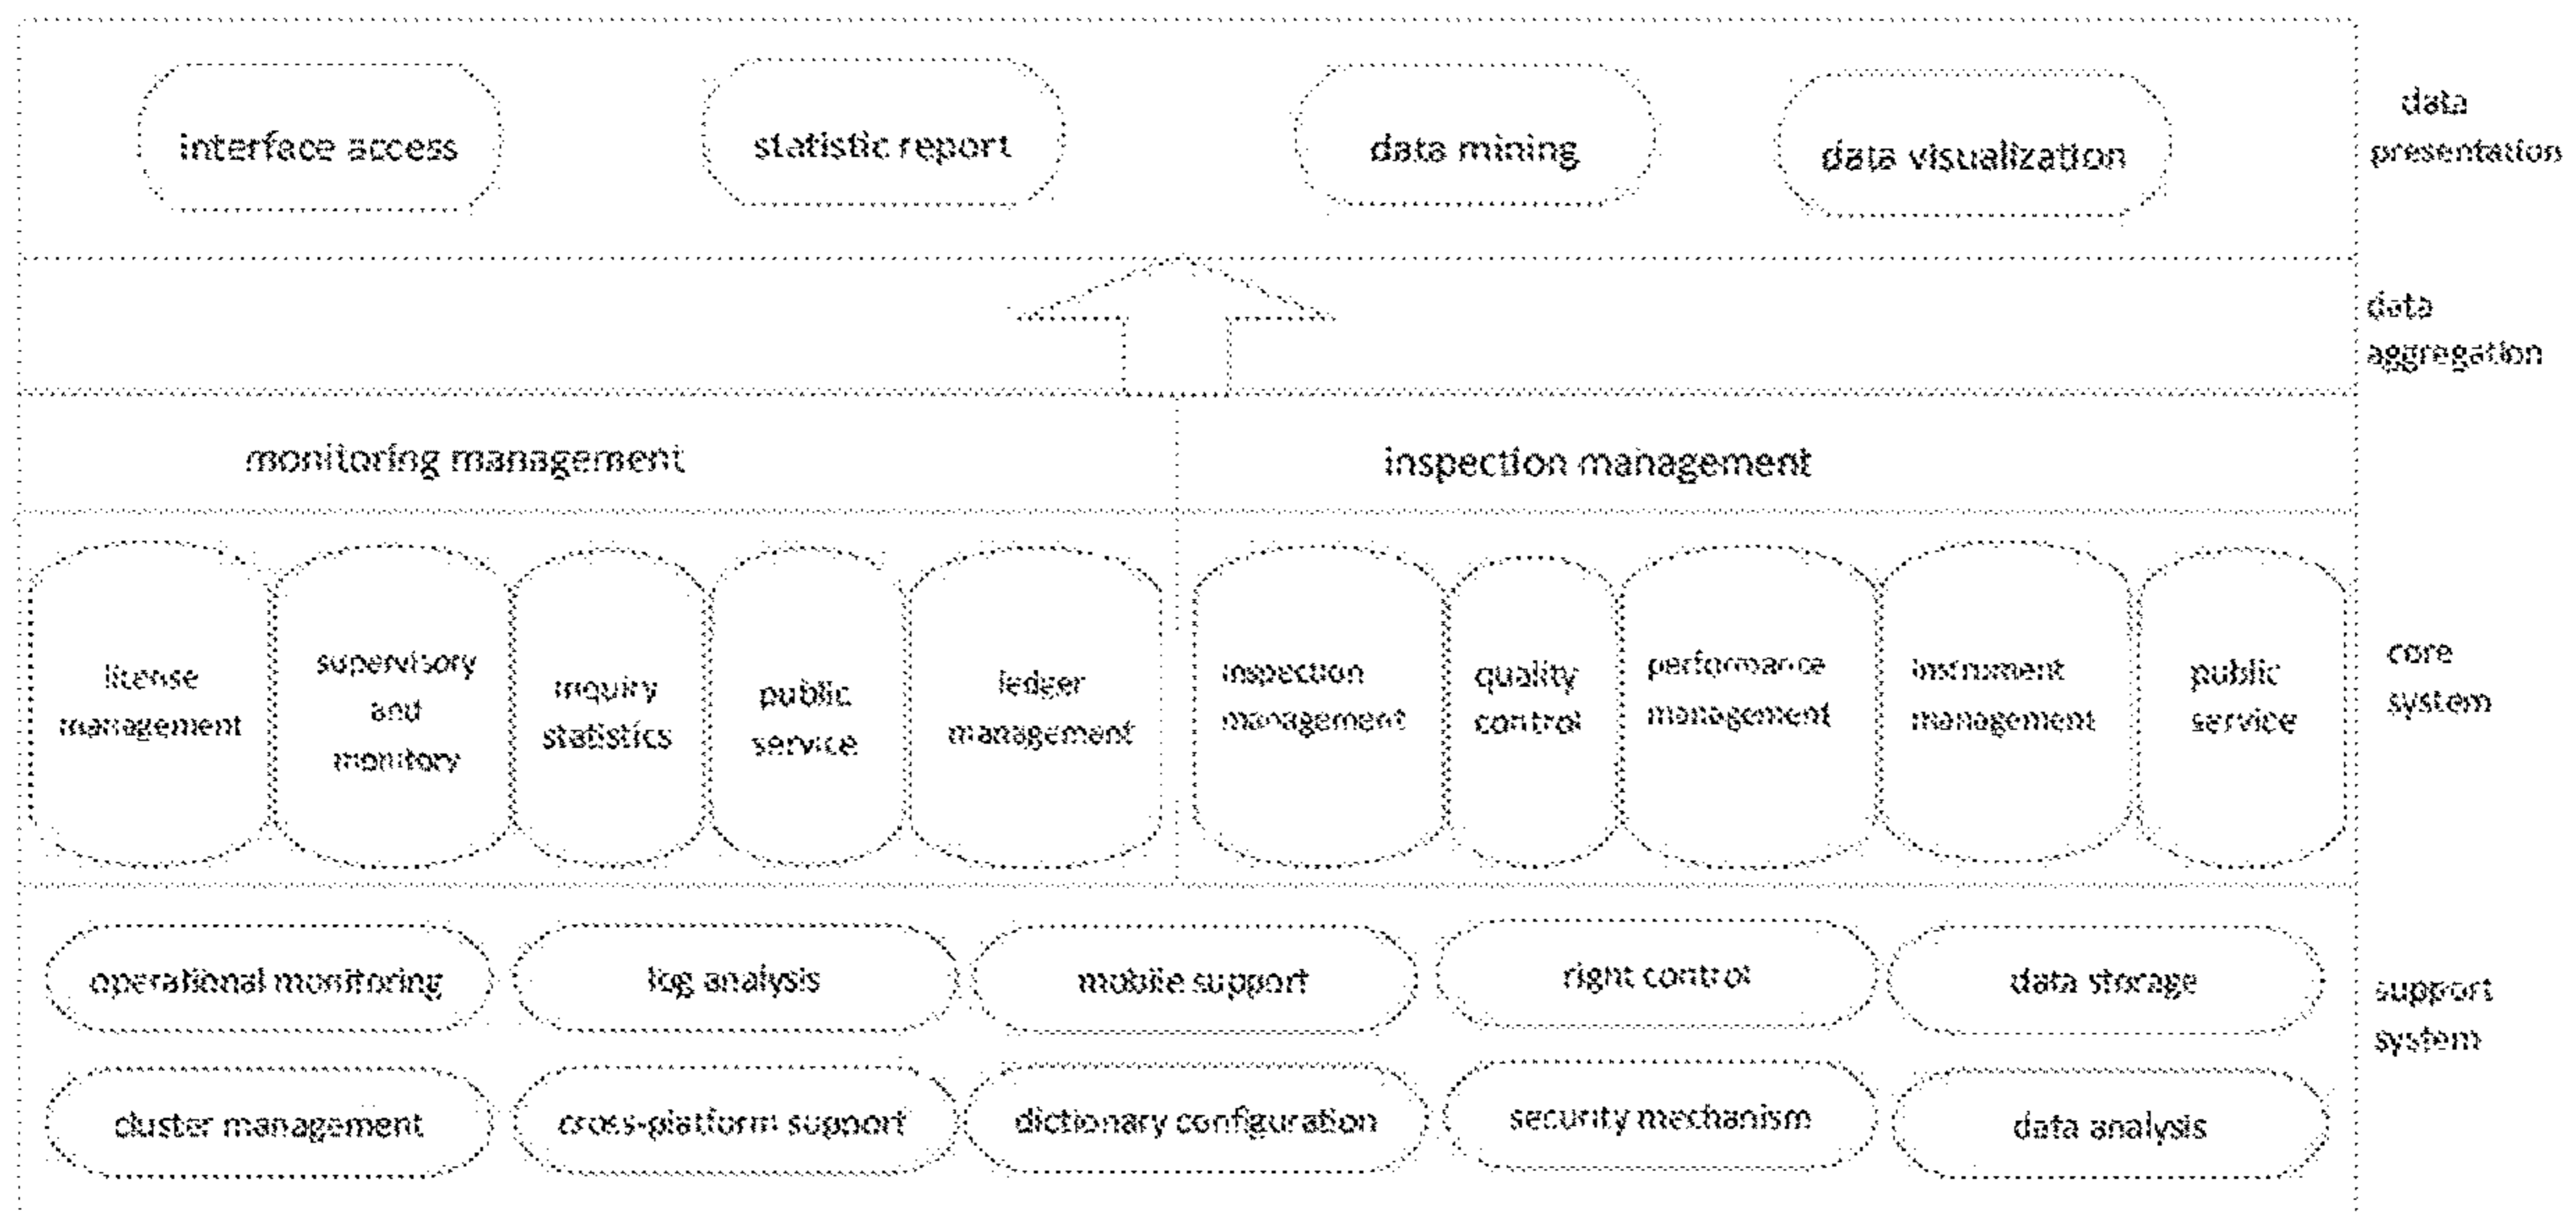 interface access
statistic report
data mining
data visualization
data
presentation
data
aggregation
monitoring management
inspection management
license
management
supervisory
and
monitory
inquiry
statistics
public
service
ledger
management
inspection
management
quality
control
performance
management
instrument
management
public
service
core
system
operational monitoring
log analysis
mobile support
right control
data storage
support
system
cluster management
cross-platform support
dictionary configuration
security mechanism
data analysis